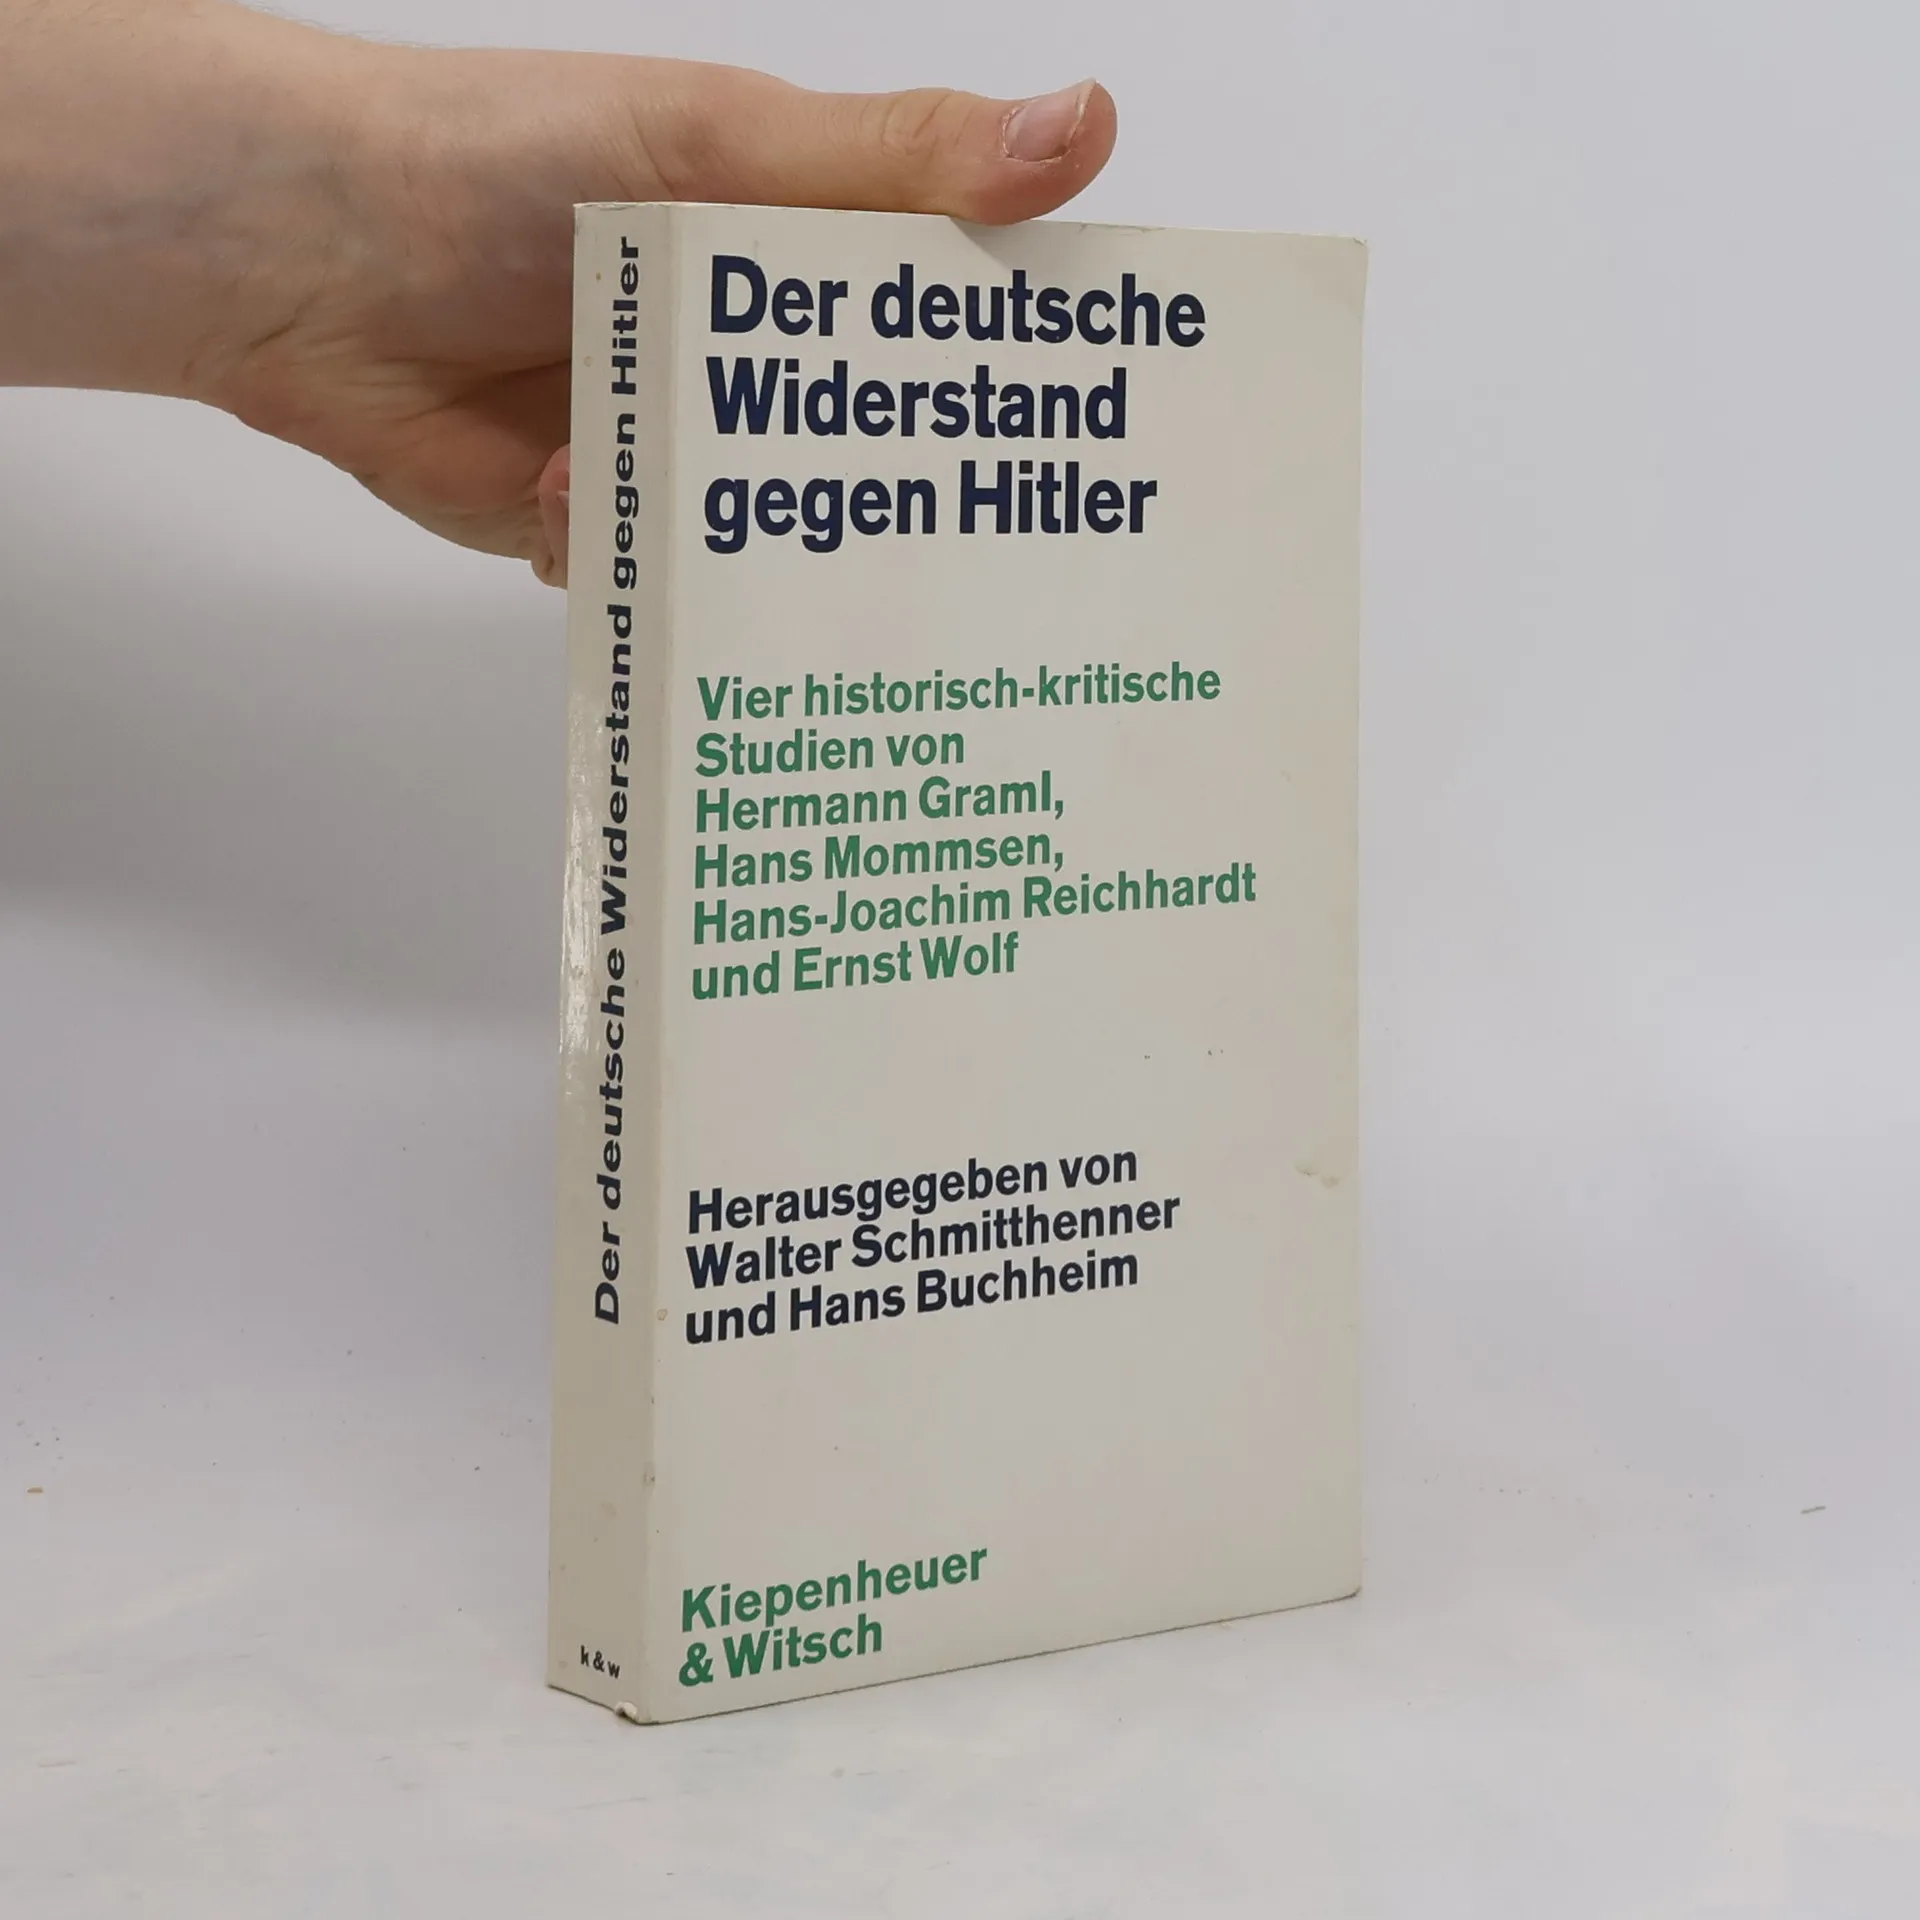 Der deutsche Widerstand gegen Hitler
k & w
Der deutsche
Widerstand
gegen Hitler
Vier historisch-kritische
Studien von
Hermann Graml,
Hans Mommsen,
Hans-Joachim Reichhardt
und Ernst Wolf
Herausgegeben von
Walter Schmitthenner
und Hans Buchheim
Kiepenheuer
& Witsch